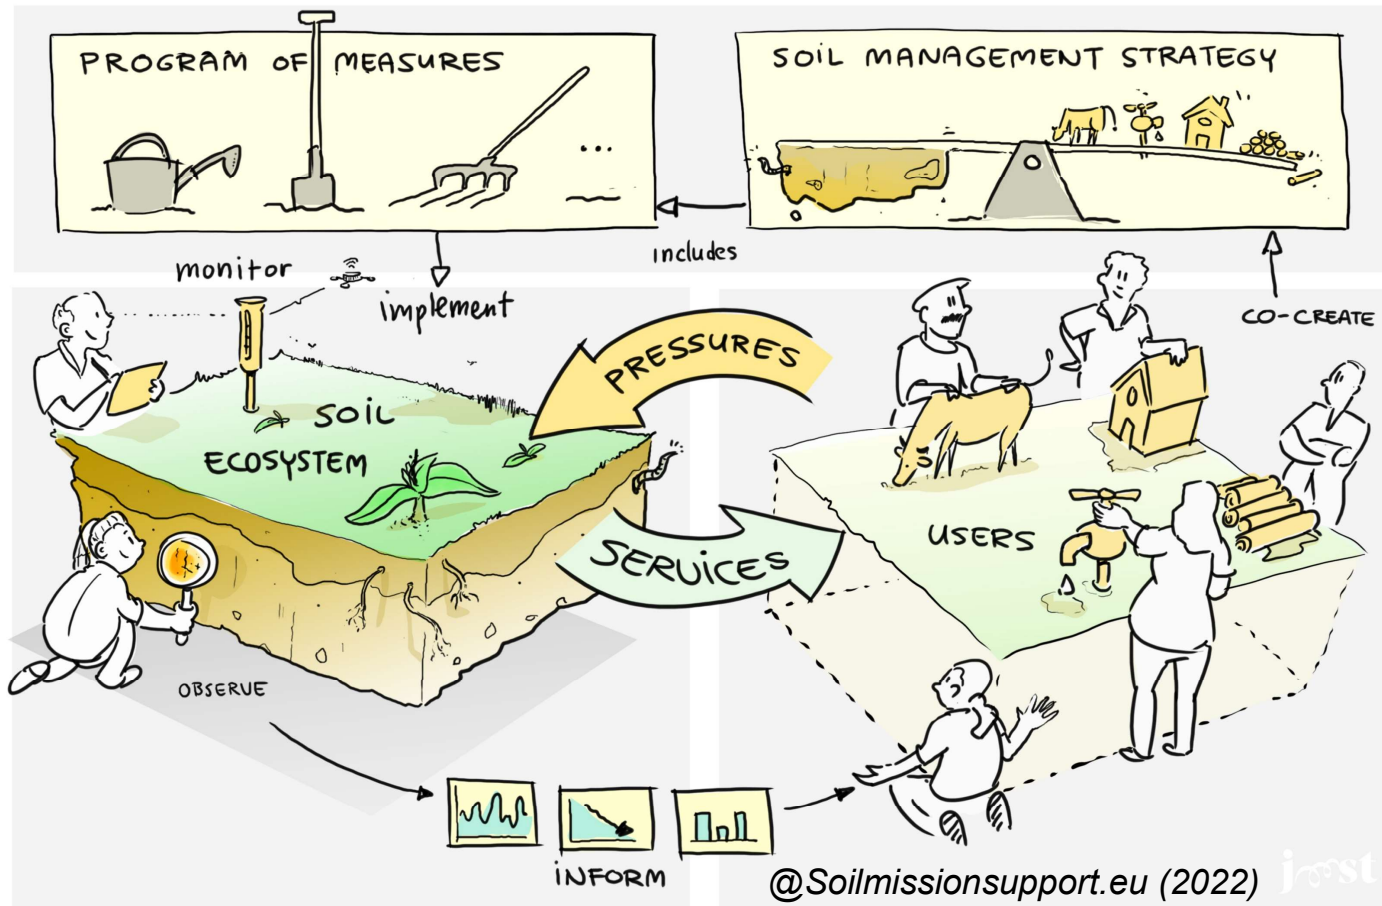 PROGRAM OF MEASURES
...
SOIL MANAGEMENT STRATEGY
includes
monitor
implement
CO-CREATE
PRESSURES
SOIL
ECOSYSTEM
SERVICES
USERS
OBSERVE
INFORM
@Soilmissionsupport.eu (2022)
joost